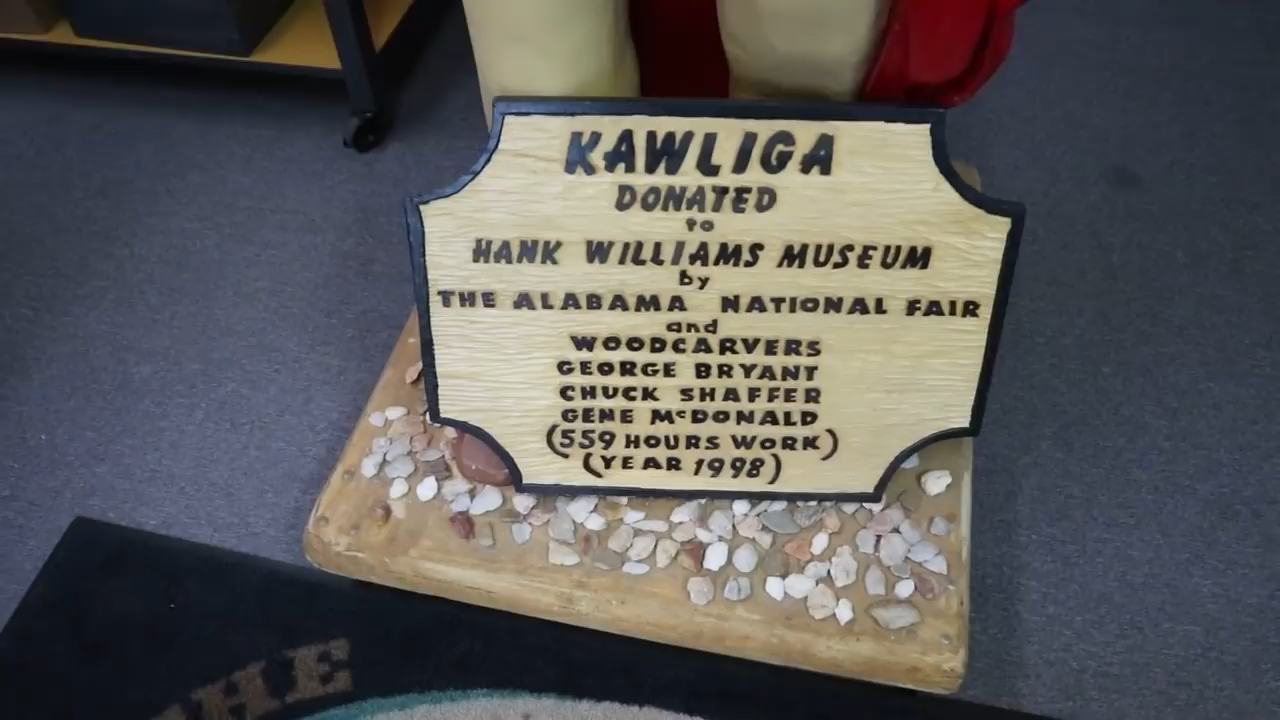 KAWLIGA
DONATED
to
HANK WILLIAMS MUSEUM
by
THE ALABAMA NATIONAL FAIR
and
WOODCARVERS
GEORGE BRYANT
CHUCK SHAFFER
GENE McDONALD
(559 HOURS WORK)
(YEAR 1998)
THE